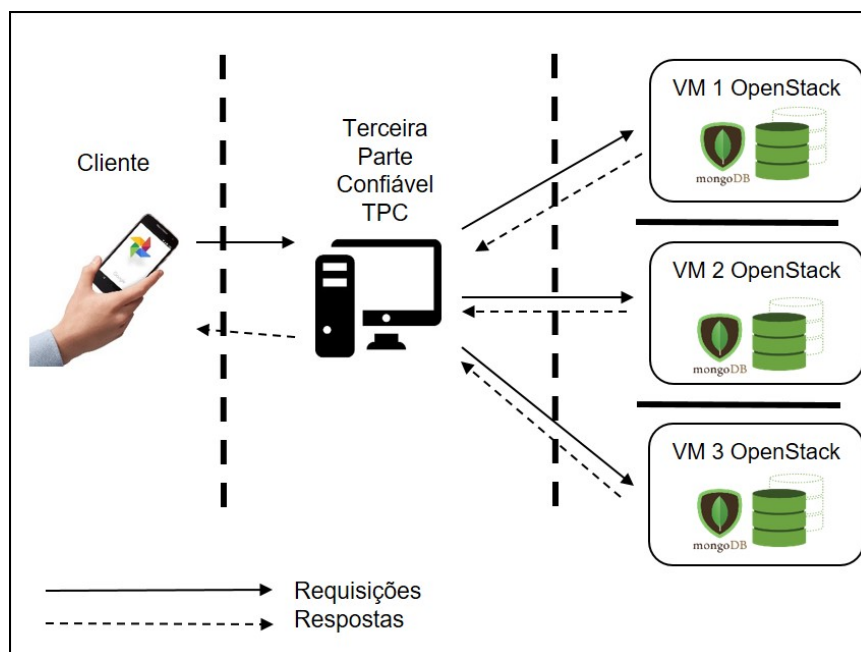 Cliente
Terceira
Parte
Confiável
TPC
VM 1 OpenStack
mongoDB
VM 2 OpenStack
mongoDB
VM 3 OpenStack
mongoDB
Requisições
Respostas